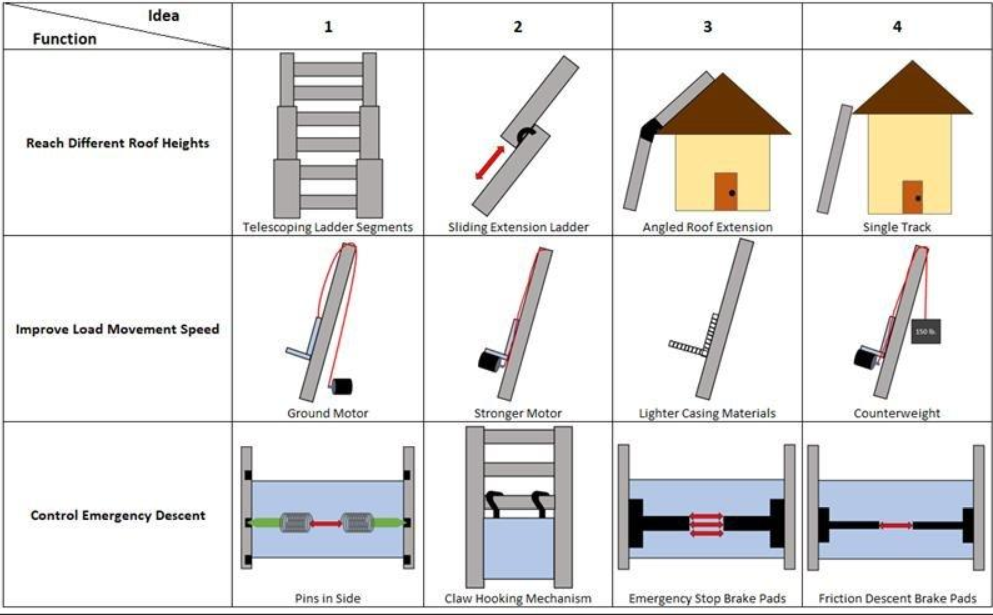 Idea
Function
1
2
3
4
Reach Different Roof Heights
Telescoping Ladder Segments
Sliding Extension Ladder
Angled Roof Extension
Single Track
Improve Load Movement Speed
150 lb.
Ground Motor
Stronger Motor
Lighter Casing Materials
Counterweight
Control Emergency Descent
Pins in Side
Claw Hooking Mechanism
Emergency Stop Brake Pads
Friction Descent Brake Pads